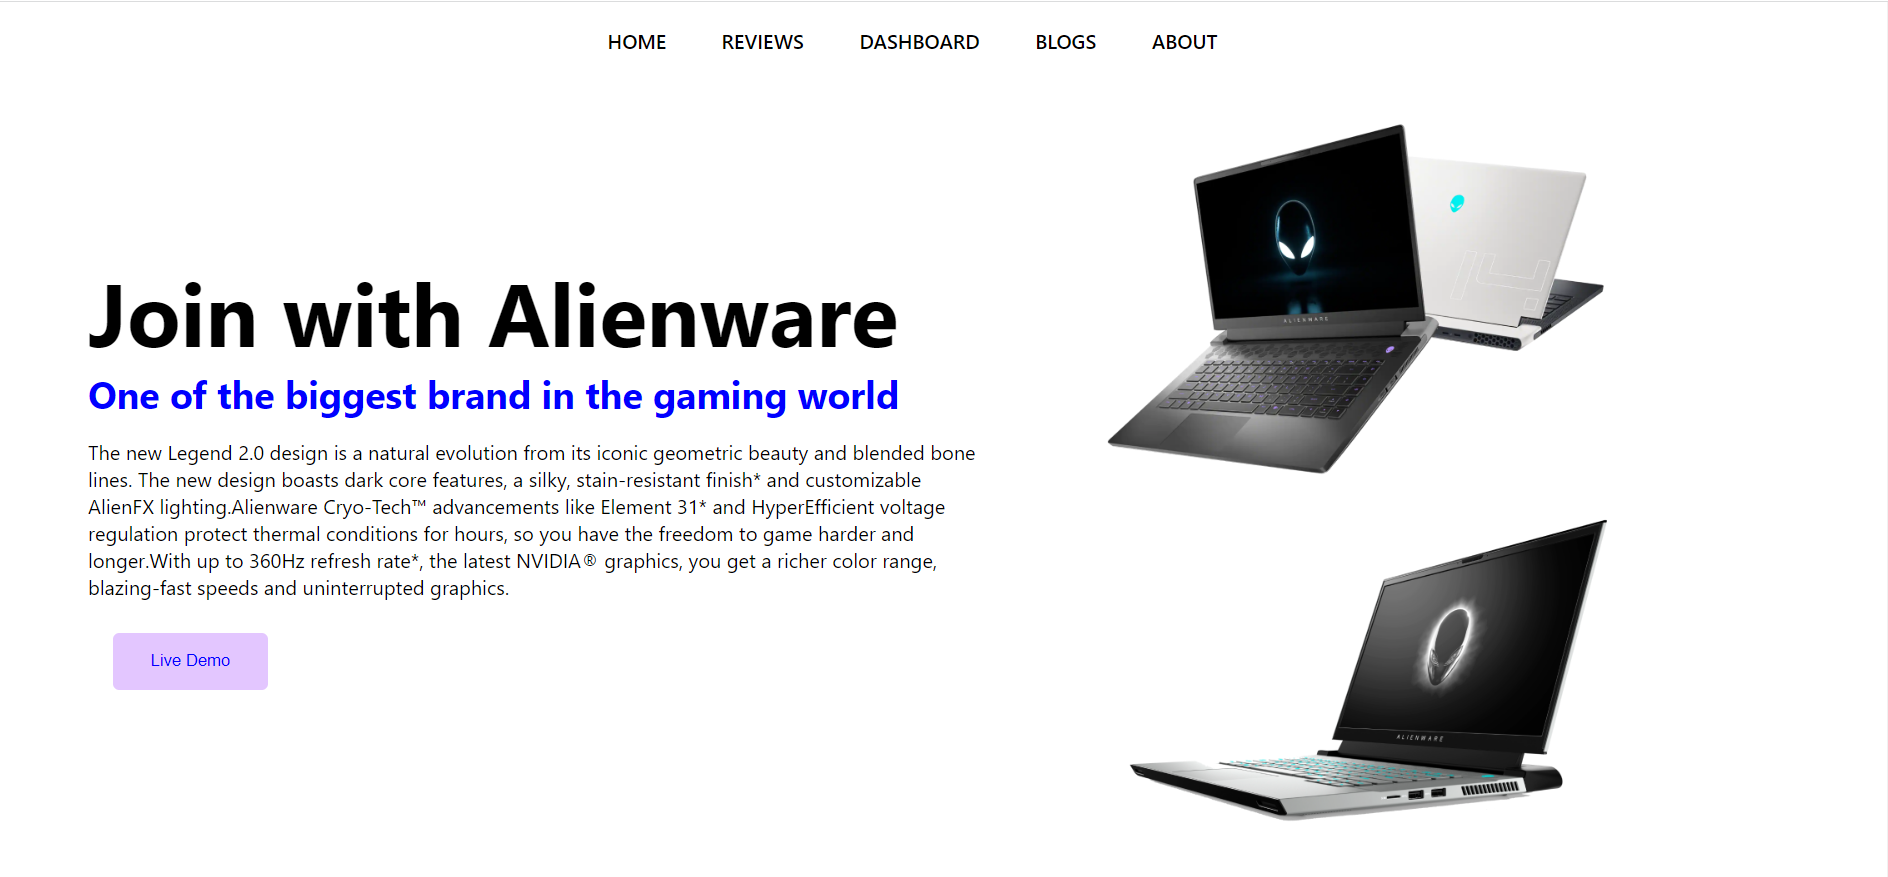 HOME REVIEWS DASHBOARD BLOGS ABOUT
Join with Alienware
One of the biggest brand in the gaming world
The new Legend 2.0 design is a natural evolution from its iconic geometric beauty and blended bone
lines. The new design boasts dark core features, a silky, stain-resistant finish* and customizable
AlienFX lighting.Alienware Cryo-Tech™ advancements like Element 31* and HyperEfficient voltage
regulation protect thermal conditions for hours, so you have the freedom to game harder and
longer.With up to 360Hz refresh rate*, the latest NVIDIA® graphics, you get a richer color range,
blazing-fast speeds and uninterrupted graphics.
Live Demo
ALIENWARE
14
ALIENWARE